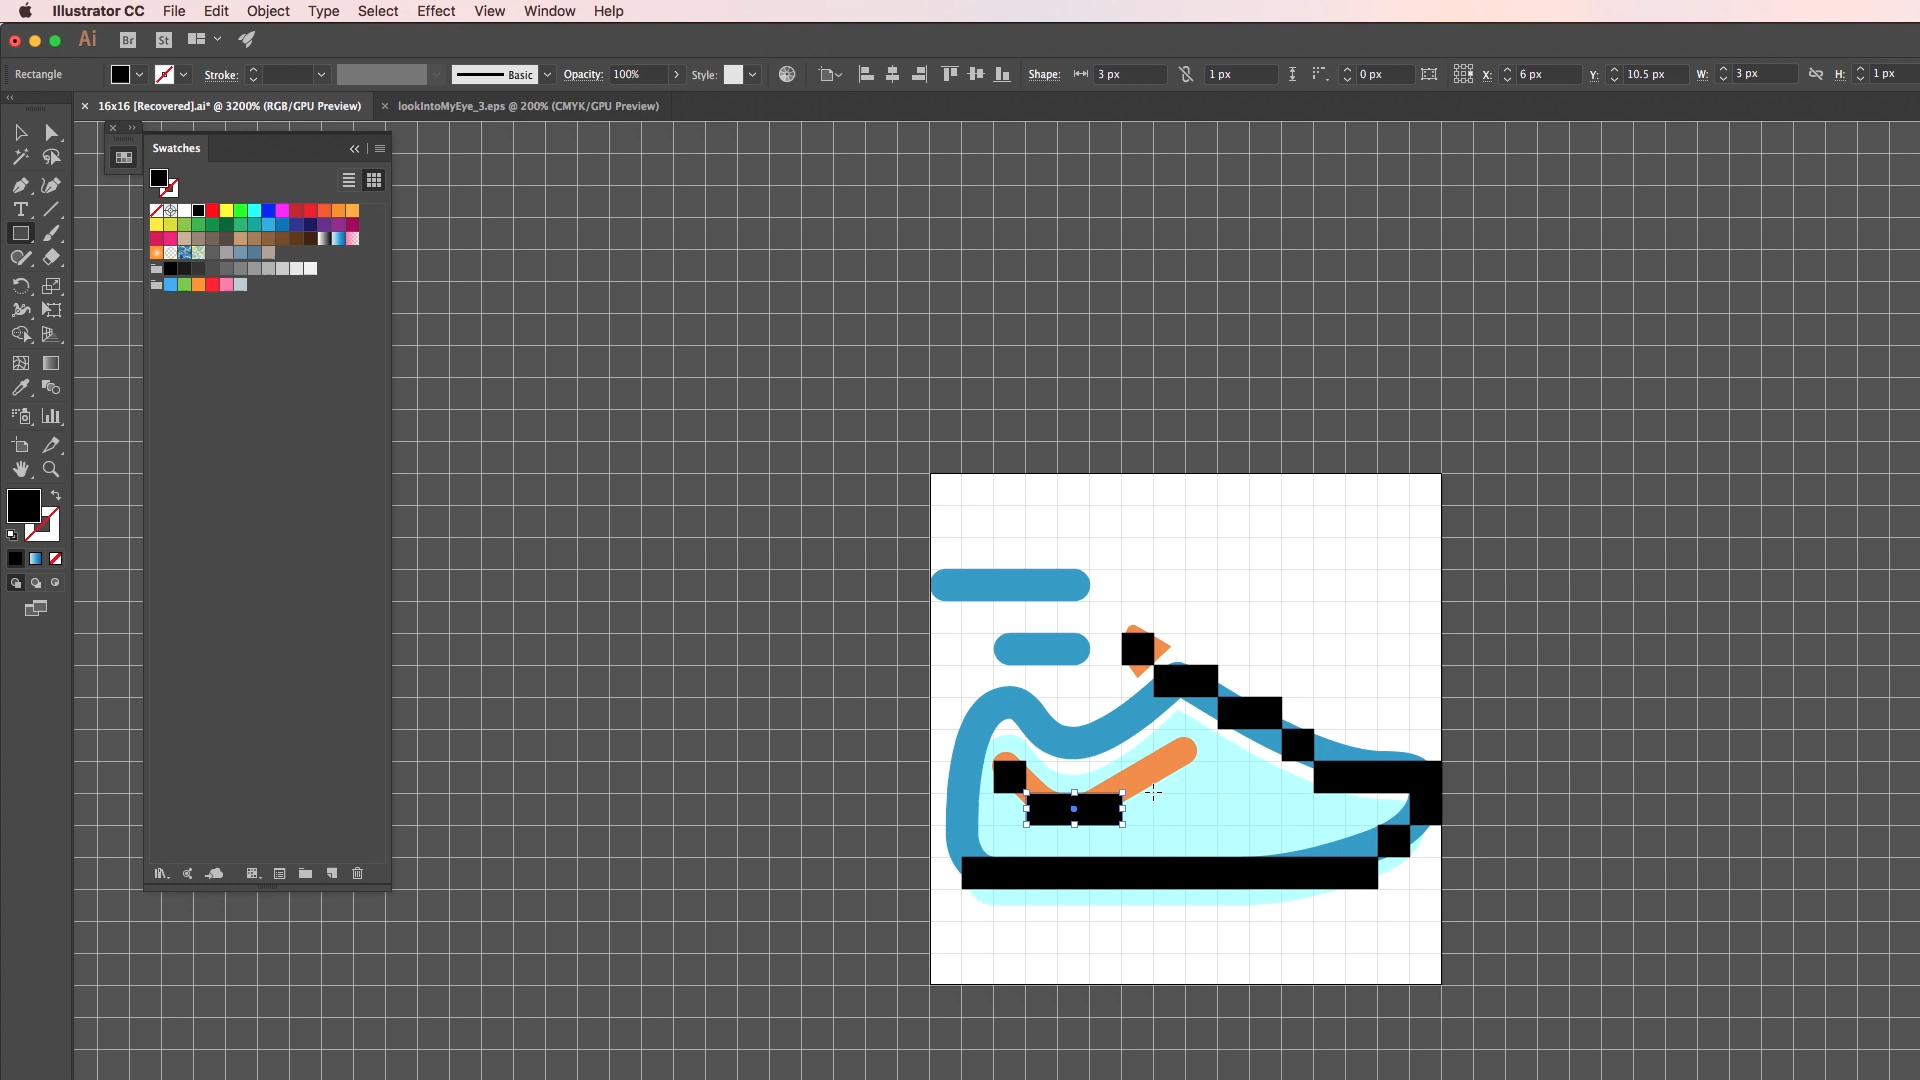 Illustrator CC File Edit Object Type Select Effect View Window Help
Ai Br St
Rectangle Stroke: Basic Opacity: 100% Style: Shape: 3 px 1 px 0 px X: 6 px Y: 10.5 px W: 3 px H: 1 px
16x16 [Recovered].ai* @ 3200% (RGB/GPU Preview) lookIntoMyEye_3.eps @ 200% (CMYK/GPU Preview)
Swatches